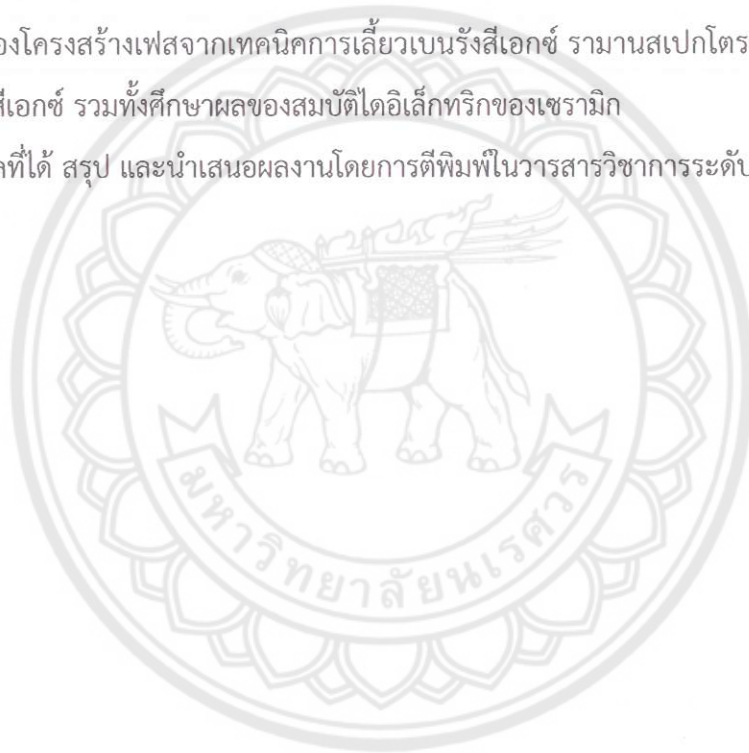 องโครงสร้างเฟสจากเทคนิคการเลี้ยวเบนรังสีเอกซ์ รามานสเปกโตร
สีเอกซ์ รวมทั้งศึกษาผลของสมบัติไดอิเล็กทริกของเซรามิก
ลที่ได้ สรุป และนำเสนอผลงานโดยการตีพิมพ์ในวารสารวิชาการระดับ
มหาวิทยาลัยนเรศวร